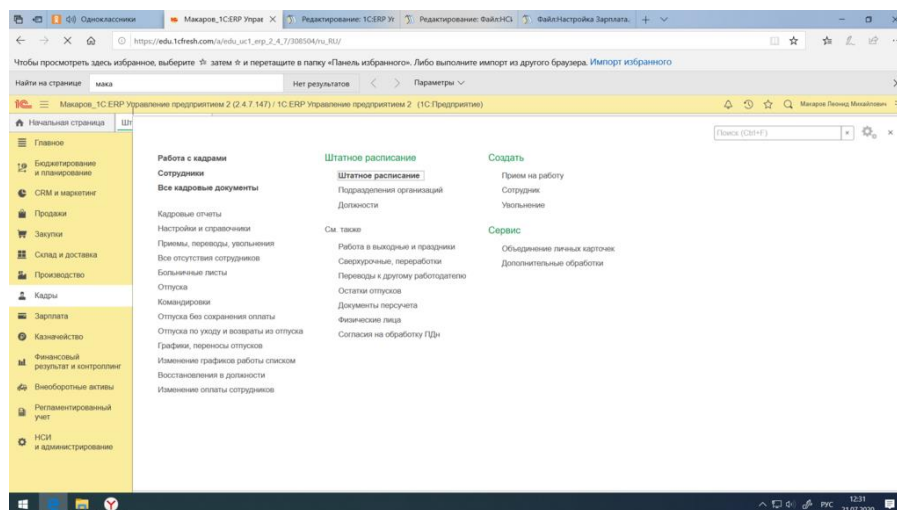 (1) Одноклассники
Макаров_1С:ERP Управ
Редактирование: 1С:ERP Уг
Редактирование: Файл:НСИ
Файл:Настройка Зарплата.
https://edu.1cfresh.com/a/edu_uc1_erp_2_4_7/308504/ru_RU/
Чтобы просмотреть здесь избранное, выберите затем и перетащите в папку «Панель избранного». Либо выполните импорт из другого браузера. Импорт избранного
Найти на странице мака Нет результатов Параметры
1С Макаров_1С:ERP Управление предприятием 2 (2.4.7.147) / 1С:ERP Управление предприятием 2 (1С:Предприятие) Макаров Леонид Михайлович
Начальная страница Шт
Поиск (Ctrl+F)
Главное
Бюджетирование
и планирование
CRM и маркетинг
Продажи
Закупки
Склад и доставка
Производство
Кадры
Зарплата
Казначейство
Финансовый
результат и контроллинг
Внеоборотные активы
Регламентированный
учет
НСИ
и администрирование
Работа с кадрами
Сотрудники
Все кадровые документы
Кадровые отчеты
Настройки и справочники
Приемы, переводы, увольнения
Все отсутствия сотрудников
Больничные листы
Отпуска
Командировки
Отпуска без сохранения оплаты
Отпуска по уходу и возвраты из отпуска
Графики, переносы отпусков
Изменение графиков работы списком
Восстановления в должности
Изменение оплаты сотрудников
Штатное расписание
Штатное расписание
Подразделения организаций
Должности
См. также
Работа в выходные и праздники
Сверхурочные, переработки
Переводы к другому работодателю
Остатки отпусков
Документы персучета
Физические лица
Согласия на обработку ПДн
Создать
Прием на работу
Сотрудник
Увольнение
Сервис
Объединение личных карточек
Дополнительные обработки
РУС
12:31
21.07.2020